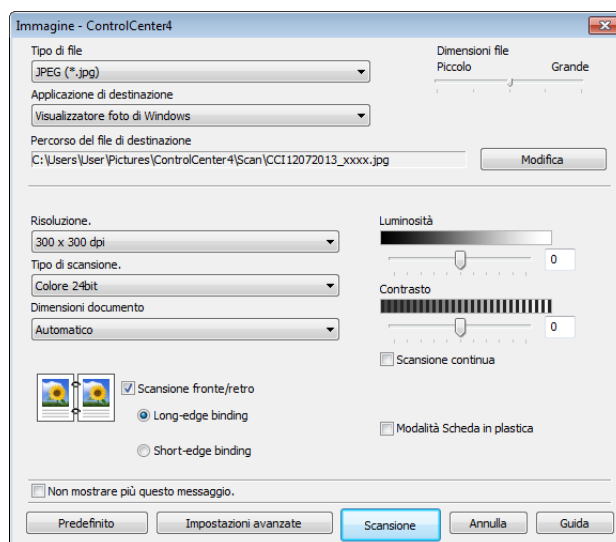 Immagine - ControlCenter4
Tipo di file
JPEG (*.jpg)
Dimensioni file
Piccolo Grande
Applicazione di destinazione
Visualizzatore foto di Windows
Percorso del file di destinazione
C:\Users\User\Pictures\ControlCenter4\Scan\CCI12072013_xxxx.jpg
Modifica
Risoluzione.
300 x 300 dpi
Tipo di scansione.
Colore 24bit
Dimensioni documento
Automatico
Luminosità
0
Contrasto
0
Scansione continua
Scansione fronte/retro
Long-edge binding
Short-edge binding
Modalità Scheda in plastica
Non mostrare più questo messaggio.
Predefinito Impostazioni avanzate Scansione Annulla Guida